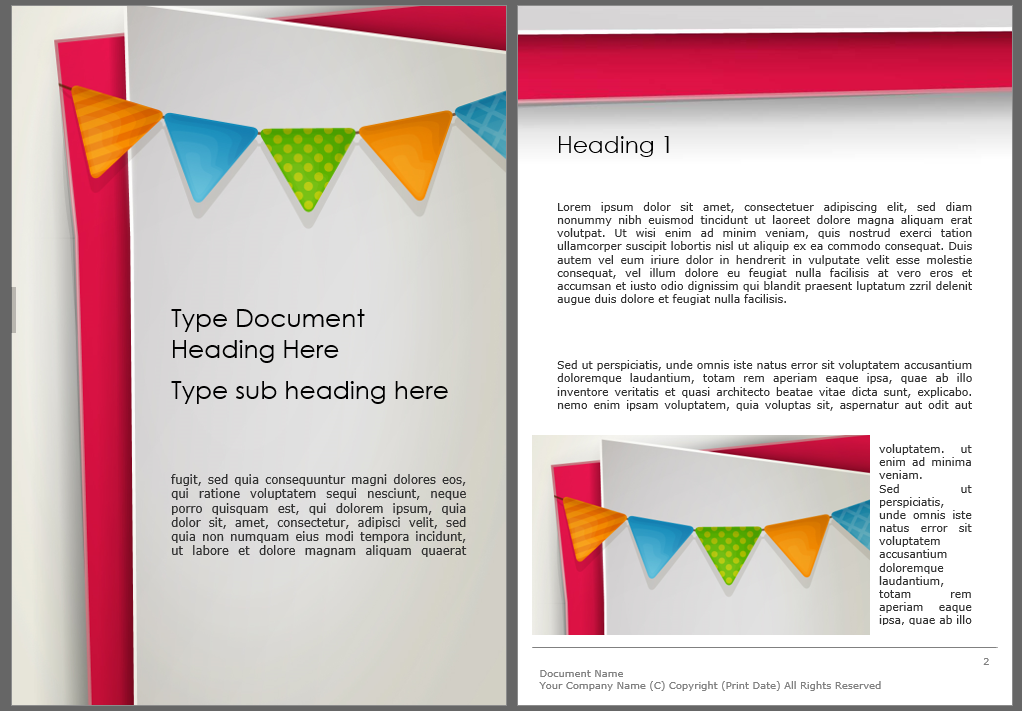 Type Document
Heading Here
Type sub heading here
fugit, sed quia consequuntur magni dolores eos,
qui ratione voluptatem sequi nesciunt, neque
porro quisquam est, qui dolorem ipsum, quia
dolor sit, amet, consectetur, adipisci velit, sed
quia non numquam eius modi tempora incidunt,
ut labore et dolore magnam aliquam quaerat
Heading 1
Lorem ipsum dolor sit amet, consectetuer adipiscing elit, sed diam
nonummy nibh euismod tincidunt ut laoreet dolore magna aliquam erat
volutpat. Ut wisi enim ad minim veniam, quis nostrud exerci tation
ullamcorper suscipit lobortis nisl ut aliquip ex ea commodo consequat. Duis
autem vel eum iriure dolor in hendrerit in vulputate velit esse molestie
consequat, vel illum dolore eu feugiat nulla facilisis at vero eros et
accumsan et iusto odio dignissim qui blandit praesent luptatum zzril delenit
augue duis dolore et feugiat nulla facilisis.
Sed ut perspiciatis, unde omnis iste natus error sit voluptatem accusantium
doloremque laudantium, totam rem aperiam eaque ipsa, quae ab illo
inventore veritatis et quasi architecto beatae vitae dicta sunt, explicabo.
nemo enim ipsam voluptatem, quia voluptas sit, aspernatur aut odit aut
voluptatem. ut
enim ad minima
veniam.
Sed ut
perspiciatis,
unde omnis iste
natus error sit
voluptatem
accusantium
doloremque
laudantium,
totam rem
aperiam eaque
ipsa, quae ab illo
2
Document Name
Your Company Name (C) Copyright (Print Date) All Rights Reserved